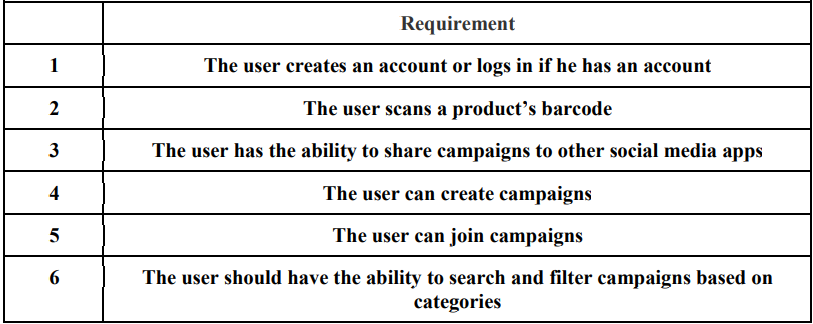 Requirement
1 The user creates an account or logs in if he has an account
2 The user scans a product’s barcode
3 The user has the ability to share campaigns to other social media apps
4 The user can create campaigns
5 The user can join campaigns
6 The user should have the ability to search and filter campaigns based on
categories